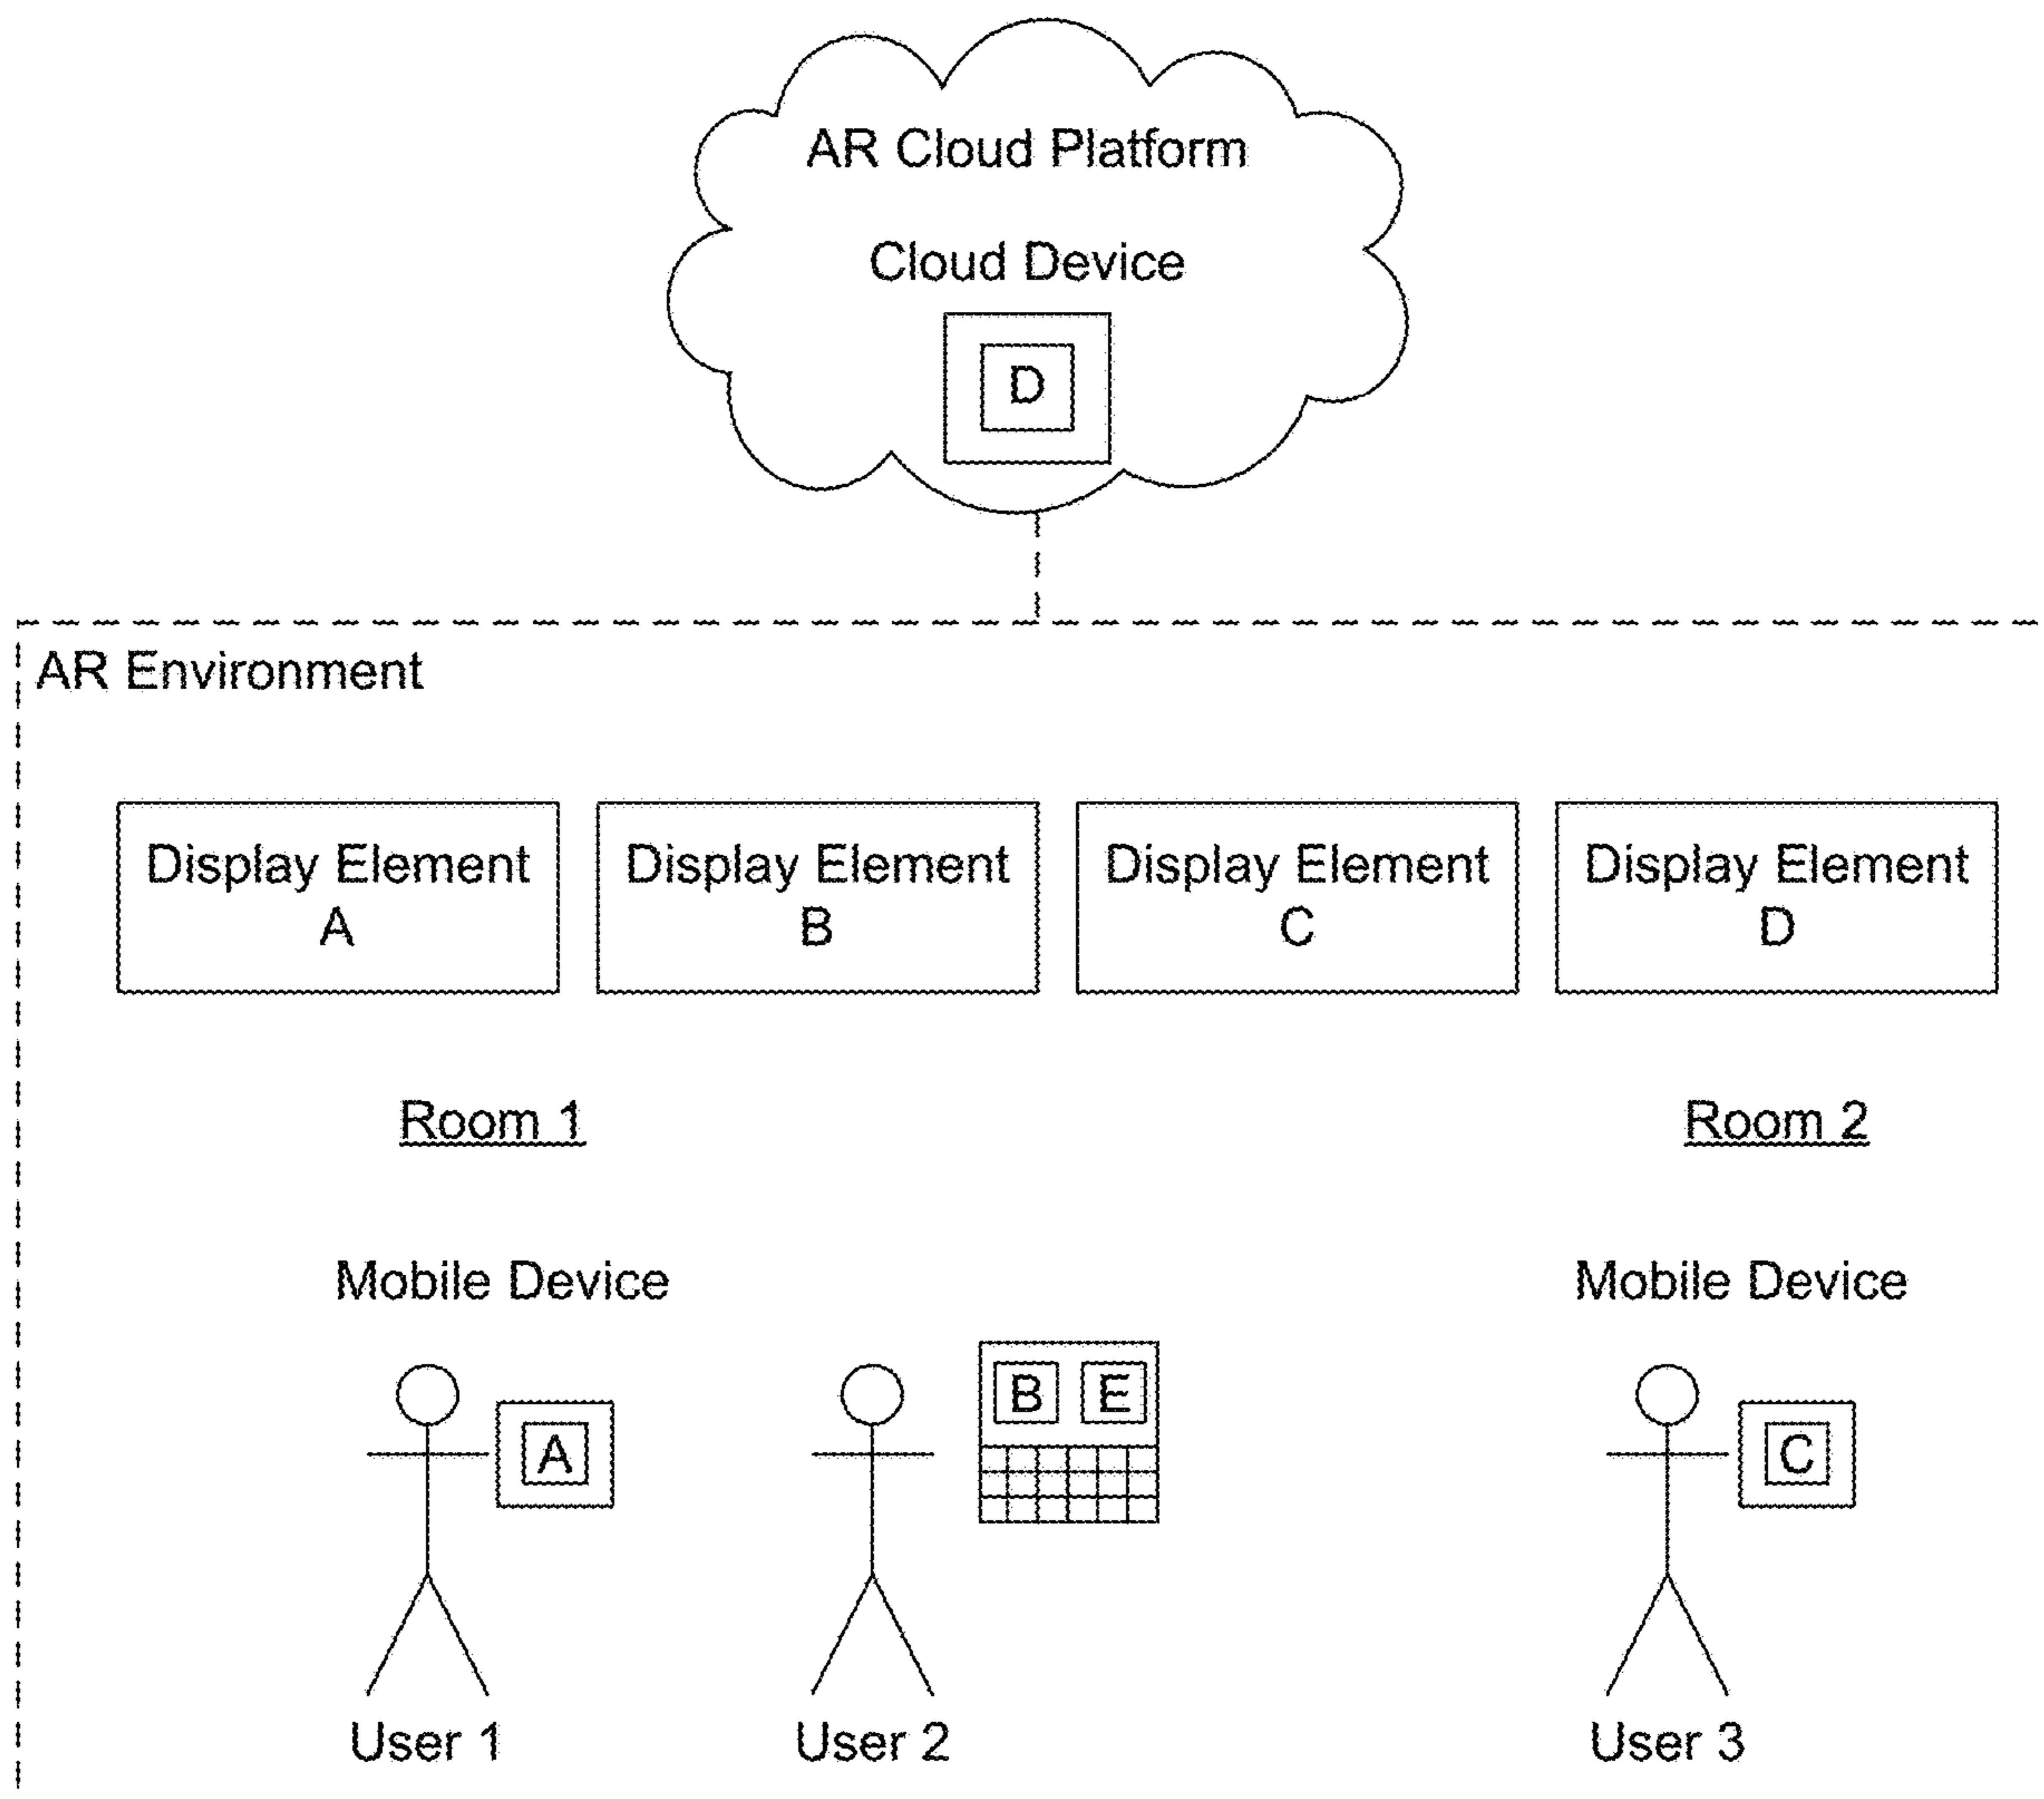 AR Cloud Platform
Cloud Device
D
AR Environment
Display Element
A
Display Element
B
Display Element
C
Display Element
D
Room 1
Room 2
Mobile Device
Mobile Device
A
B E
C
User 1
User 2
User 3